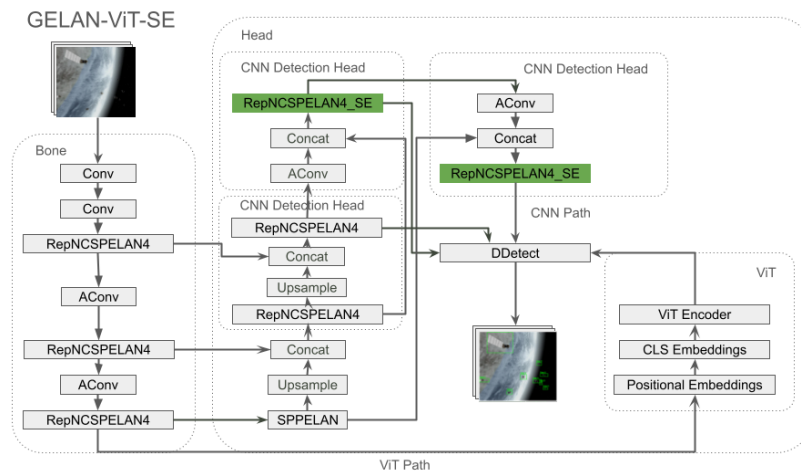 GELAN-ViT-SE
Head
CNN Detection Head
CNN Detection Head
RepNCSPELAN4_SE
AConv
Concat
Concat
AConv
RepNCSPELAN4_SE
Bone
Conv
Conv
RepNCSPELAN4
AConv
RepNCSPELAN4
AConv
RepNCSPELAN4
CNN Detection Head
RepNCSPELAN4
Concat
Upsample
RepNCSPELAN4
Concat
Upsample
SPPELAN
CNN Path
DDetect
ViT
ViT Encoder
CLS Embeddings
Positional Embeddings
ViT Path